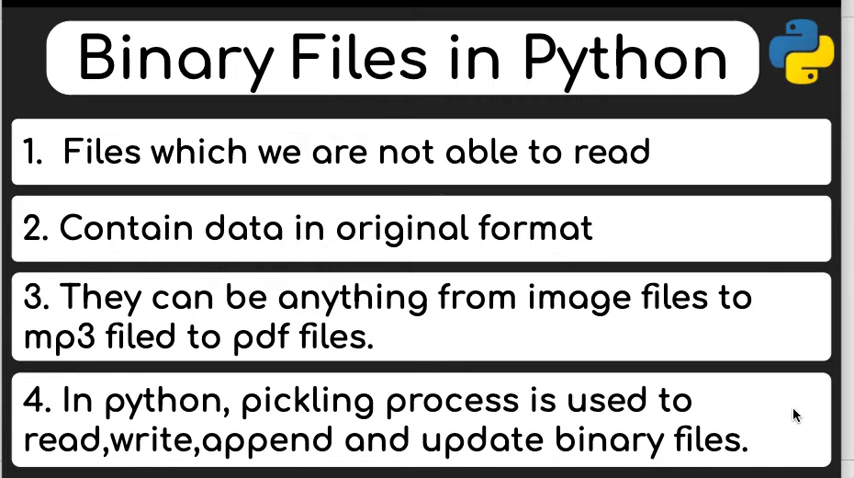 Binary Files in Python
1. Files which we are not able to read
2. Contain data in original format
3. They can be anything from image files to
mp3 filed to pdf files.
4. In python, pickling process is used to
read,write,append and update binary files.